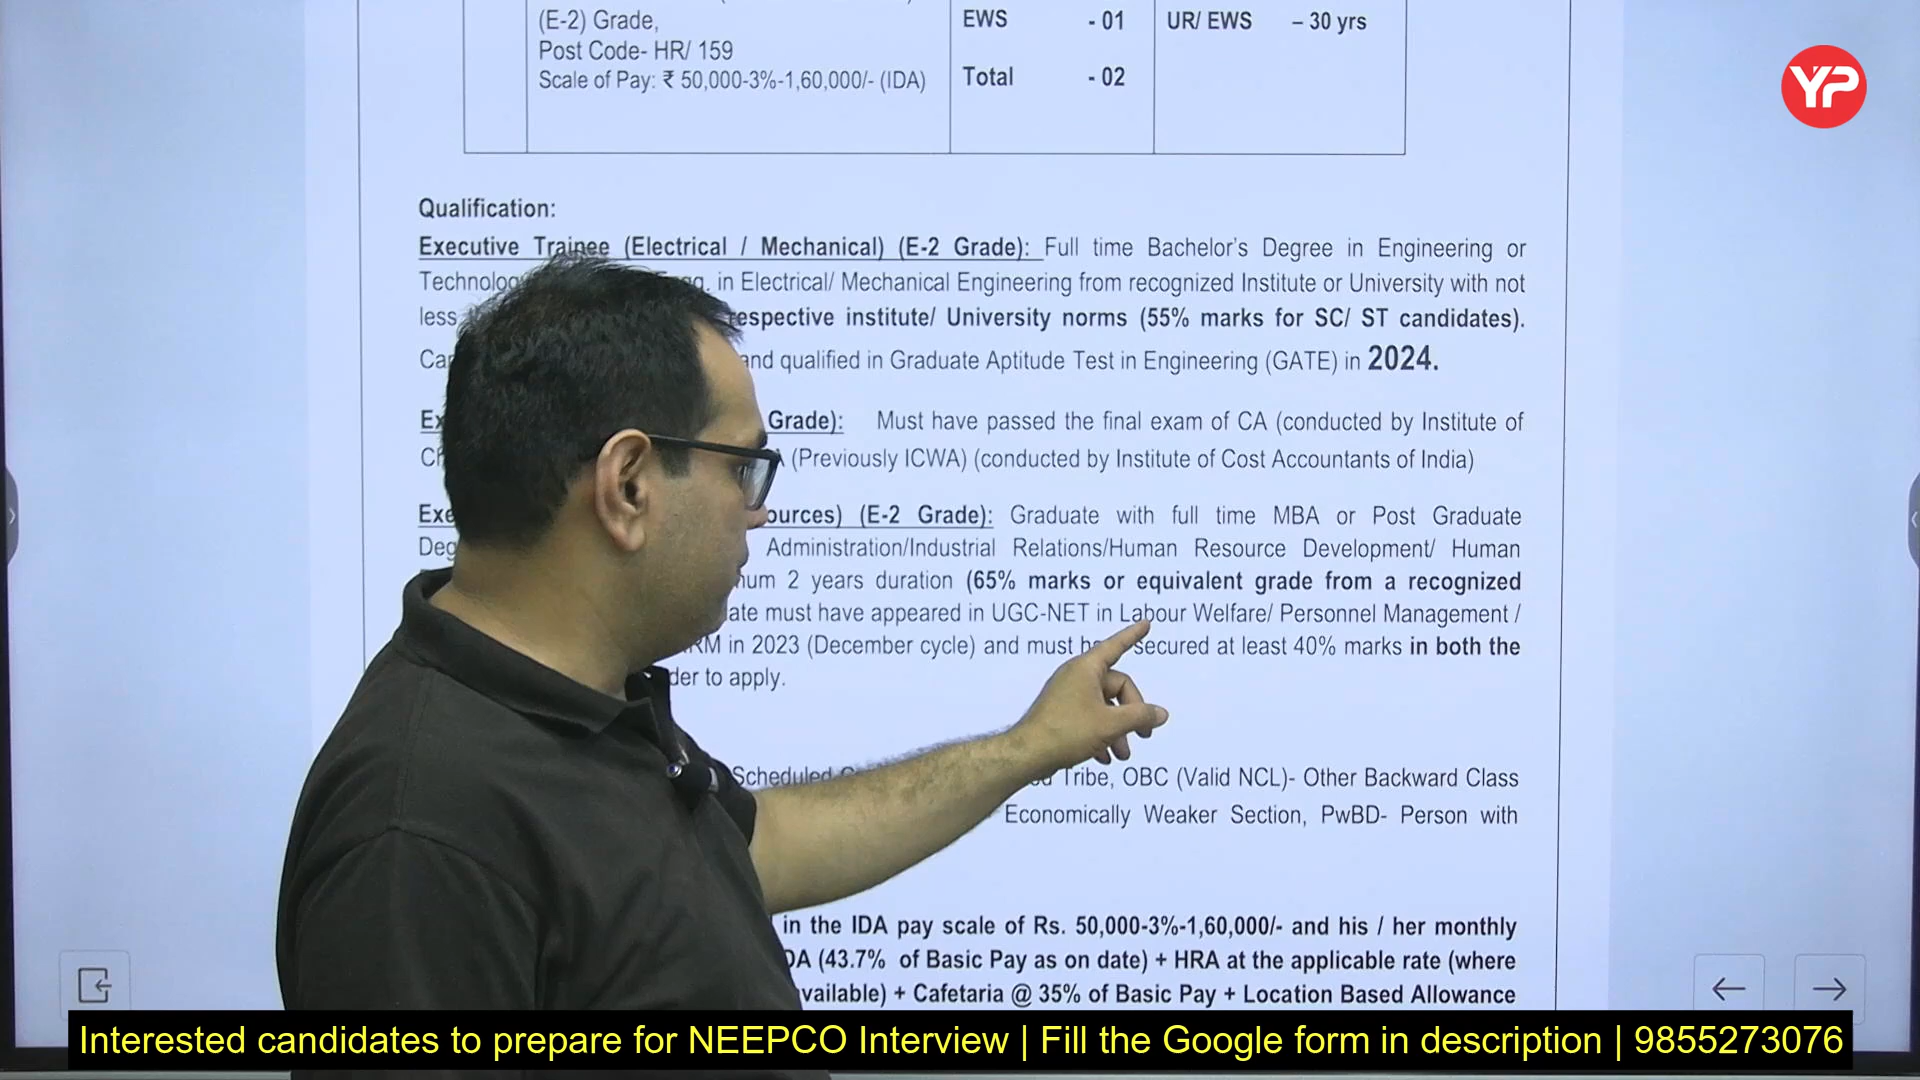 (E-2) Grade,
Post Code- HR/ 159
Scale of Pay: ₹ 50,000-3%-1,60,000/- (IDA)
EWS - 01
Total - 02
UR/ EWS – 30 yrs
YP
Qualification:
Executive Trainee (Electrical / Mechanical) (E-2 Grade): Full time Bachelor's Degree in Engineering or
in Electrical/ Mechanical Engineering from recognized Institute or University with not
less respective institute/ University norms (55% marks for SC/ ST candidates).
and qualified in Graduate Aptitude Test in Engineering (GATE) in 2024.
Grade): Must have passed the final exam of CA (conducted by Institute of
(Previously ICWA) (conducted by Institute of Cost Accountants of India)
(E-2 Grade): Graduate with full time MBA or Post Graduate
Administration/Industrial Relations/Human Resource Development/ Human
2 years duration (65% marks or equivalent grade from a recognized
must have appeared in UGC-NET in Labour Welfare/ Personnel Management /
in 2023 (December cycle) and must secured at least 40% marks in both the
to apply.
Scheduled Tribe, OBC (Valid NCL)- Other Backward Class
Economically Weaker Section, PwBD- Person with
in the IDA pay scale of Rs. 50,000-3%-1,60,000/- and his / her monthly
DA (43.7% of Basic Pay as on date) + HRA at the applicable rate (where
available) + Cafetaria @ 35% of Basic Pay + Location Based Allowance
Interested candidates to prepare for NEEPCO Interview | Fill the Google form in description | 9855273076